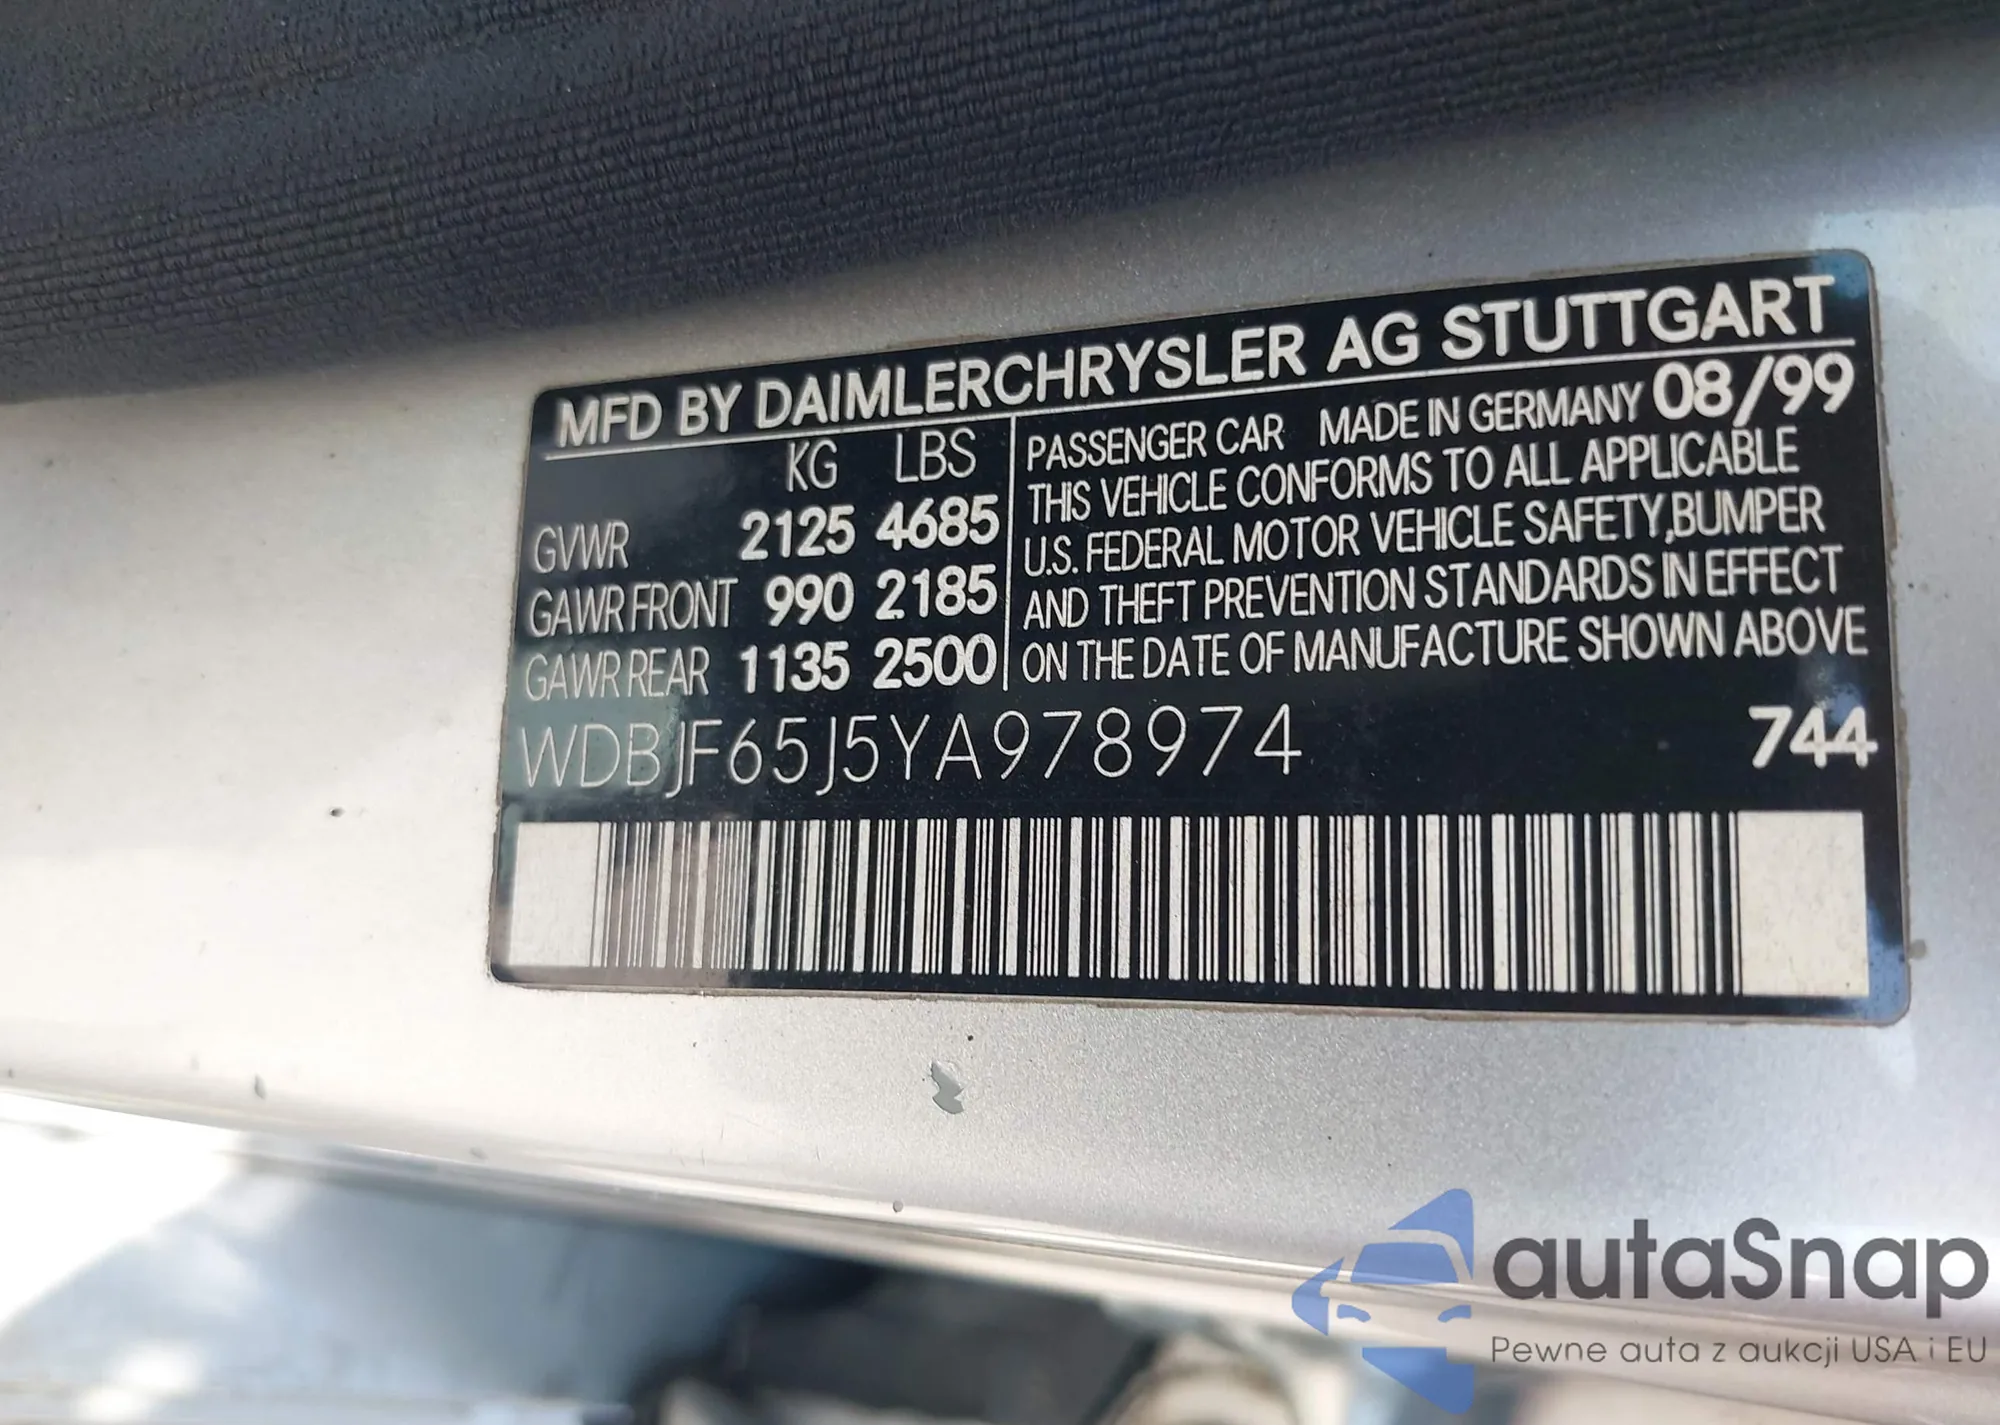 MFD BY DAIMLERCHRYSLER AG STUTTGART
KG LBS
GVWR 2125 4685
GAWR FRONT 990 2185
GAWR REAR 1135 2500
PASSENGER CAR MADE IN GERMANY 08/99
THIS VEHICLE CONFORMS TO ALL APPLICABLE
U.S. FEDERAL MOTOR VEHICLE SAFETY,BUMPER
AND THEFT PREVENTION STANDARDS IN EFFECT
ON THE DATE OF MANUFACTURE SHOWN ABOVE
WDBJF65J5YA978974 744
autaSnap
Pewne auta z aukcji USA i EU